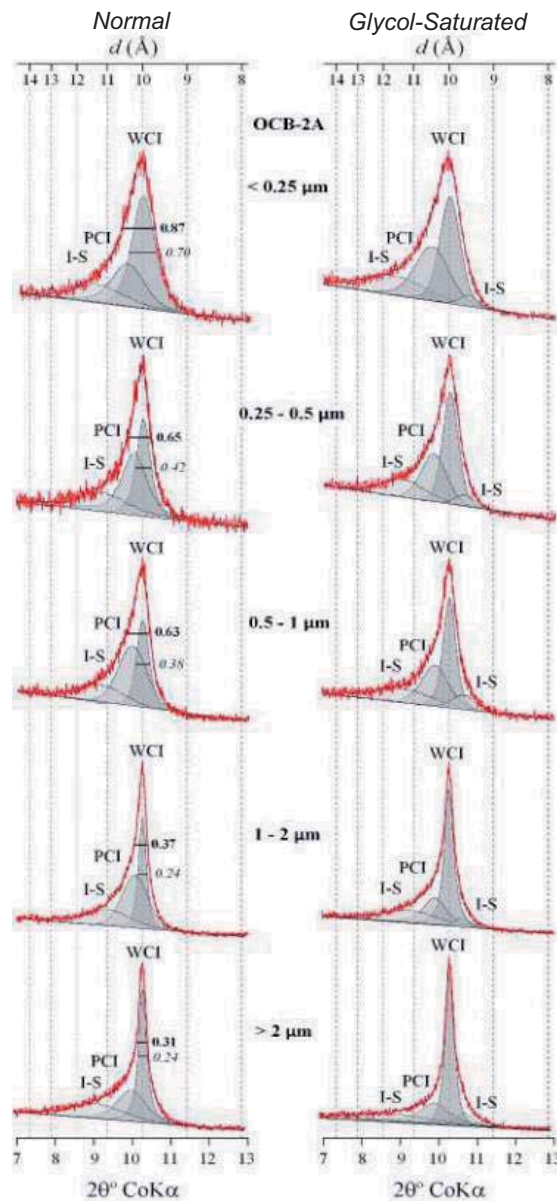 Normal Glycol-Saturated
d (Å) d (Å)
14 13 12 11 10 9 8 14 13 12 11 10 9 8
OCB-2A
WCI WCI
< 0.25 µm
0.87
PCI PCI
I-S 0.70 I-S I-S
WCI WCI
0.25 - 0.5 µm
PCI 0.65 PCI
I-S 0.42 I-S I-S
WCI WCI
0.5 - 1 µm
PCI 0.63 PCI
I-S 0.38 I-S I-S
WCI WCI
1 - 2 µm
0.37
PCI 0.24 PCI
I-S I-S I-S
WCI WCI
> 2 µm
0.31
PCI 0.24 PCI
I-S I-S I-S
7 8 9 10 11 12 13 7 8 9 10 11 12 13
2θ° CoKα 2θ° CoKα